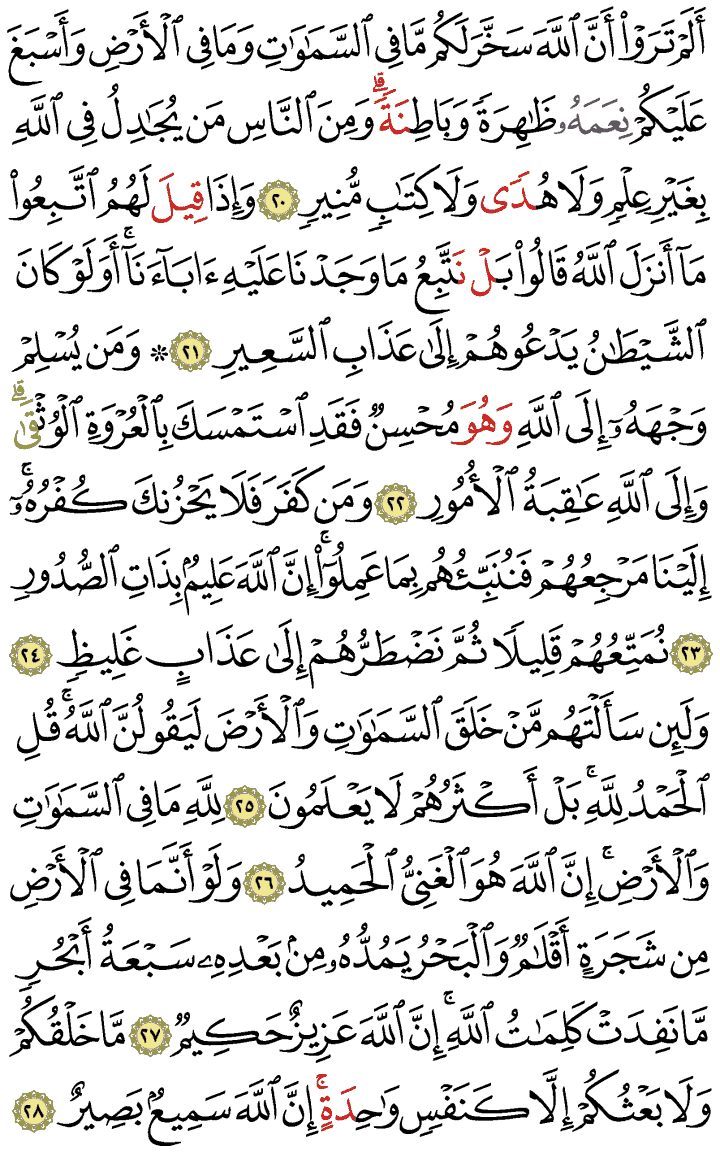 أَلَمْ تَرَوْا۟ أَنَّ ٱللَّهَ سَخَّرَ لَكُم مَّا فِى ٱلسَّمَٰوَٰتِ وَمَا فِى ٱلْأَرْضِ وَأَسْبَغَ
عَلَيْكُمْ نِعَمَهُۥ ظَٰهِرَةً وَبَاطِنَةًۗ وَمِنَ ٱلنَّاسِ مَن يُجَٰدِلُ فِى ٱللَّهِ
بِغَيْرِ عِلْمٍ وَلَا هُدًى وَلَا كِتَٰبٍ مُّنِيرٍ ٢٠ وَإِذَا قِيلَ لَهُمُ ٱتَّبِعُوا۟
مَآ أَنزَلَ ٱللَّهُ قَالُوا۟ بَلْ نَتَّبِعُ مَا وَجَدْنَا عَلَيْهِ ءَابَآءَنَآۚ أَوَلَوْ كَانَ
ٱلشَّيْطَٰنُ يَدْعُوهُمْ إِلَىٰ عَذَابِ ٱلسَّعِيرِ ٢١ * وَمَن يُسْلِمْ
وَجْهَهُۥٓ إِلَى ٱللَّهِ وَهُوَ مُحْسِنٌ فَقَدِ ٱسْتَمْسَكَ بِٱلْعُرْوَةِ ٱلْوُثْقَىٰۗ
وَإِلَى ٱللَّهِ عَٰقِبَةُ ٱلْأُمُورِ ٢٢ وَمَن كَفَرَ فَلَا يَحْزُنكَ كُفْرُهُۥٓۚ
إِلَيْنَا مَرْجِعُهُمْ فَنُنَبِّئُهُم بِمَا عَمِلُوٓا۟ۚ إِنَّ ٱللَّهَ عَلِيمٌۢ بِذَاتِ ٱلصُّدُورِ
٢٣ نُمَتِّعُهُمْ قَلِيلًا ثُمَّ نَضْطَرُّهُمْ إِلَىٰ عَذَابٍ غَلِيظٍ ٢٤
وَلَئِن سَأَلْتَهُم مَّنْ خَلَقَ ٱلسَّمَٰوَٰتِ وَٱلْأَرْضَ لَيَقُولُنَّ ٱللَّهُۚ قُلِ
ٱلْحَمْدُ لِلَّهِۚ بَلْ أَكْثَرُهُمْ لَا يَعْلَمُونَ ٢٥ لِلَّهِ مَا فِى ٱلسَّمَٰوَٰتِ
وَٱلْأَرْضِۚ إِنَّ ٱللَّهَ هُوَ ٱلْغَنِىُّ ٱلْحَمِيدُ ٢٦ وَلَوْ أَنَّمَا فِى ٱلْأَرْضِ
مِن شَجَرَةٍ أَقْلَٰمٌ وَٱلْبَحْرُ يَمُدُّهُۥ مِنۢ بَعْدِهِۦ سَبْعَةُ أَبْحُرٍ
مَّا نَفِدَتْ كَلِمَٰتُ ٱللَّهِۚ إِنَّ ٱللَّهَ عَزِيزٌ حَكِيمٌ ٢٧ مَّا خَلْقُكُمْ
وَلَا بَعْثُكُمْ إِلَّا كَنَفْسٍ وَٰحِدَةٍۚ إِنَّ ٱللَّهَ سَمِيعٌۢ بَصِيرٌ ٢٨